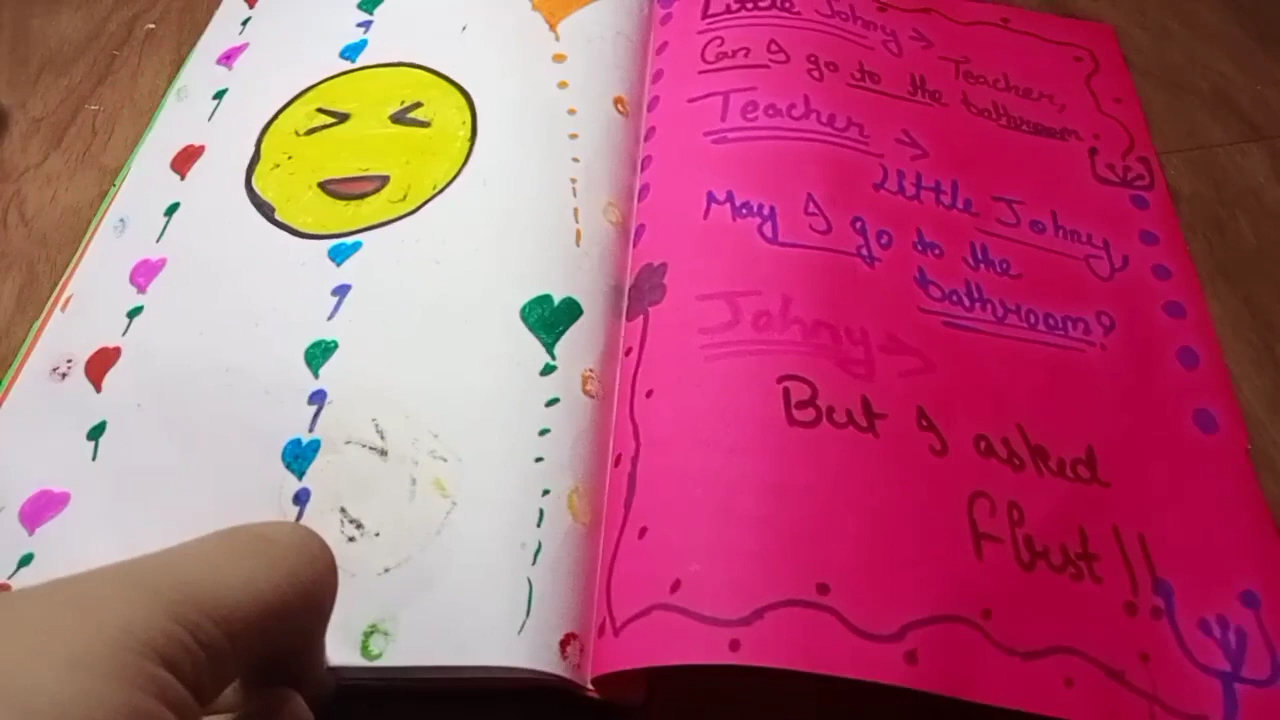 Little Johny →
Teacher,
Can I go to the bathroom.
Teacher →
Little Johny,
May I go to the
bathroom?
Johny →
But I asked
first!!